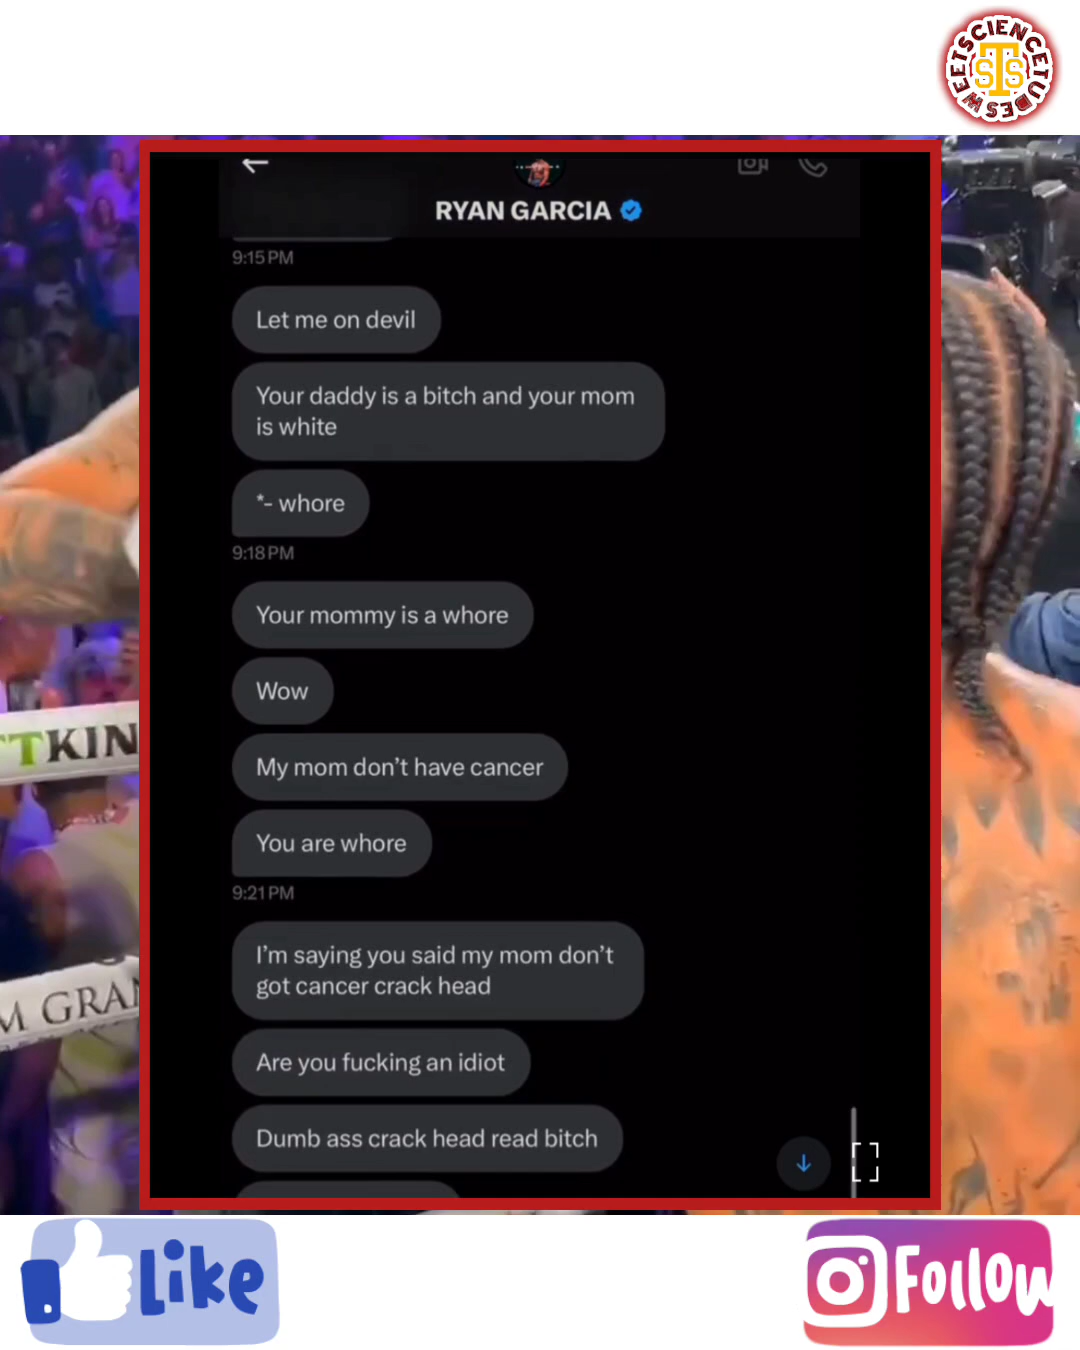 SWEETSCIENCETUBE
STS
RYAN GARCIA
9:15 PM
Let me on devil
Your daddy is a bitch and your mom
is white
*- whore
9:18 PM
Your mommy is a whore
Wow
My mom don't have cancer
You are whore
9:21 PM
I'm saying you said my mom don't
got cancer crack head
Are you fucking an idiot
Dumb ass crack head read bitch
TKIN
M GRAN
Like
Follow